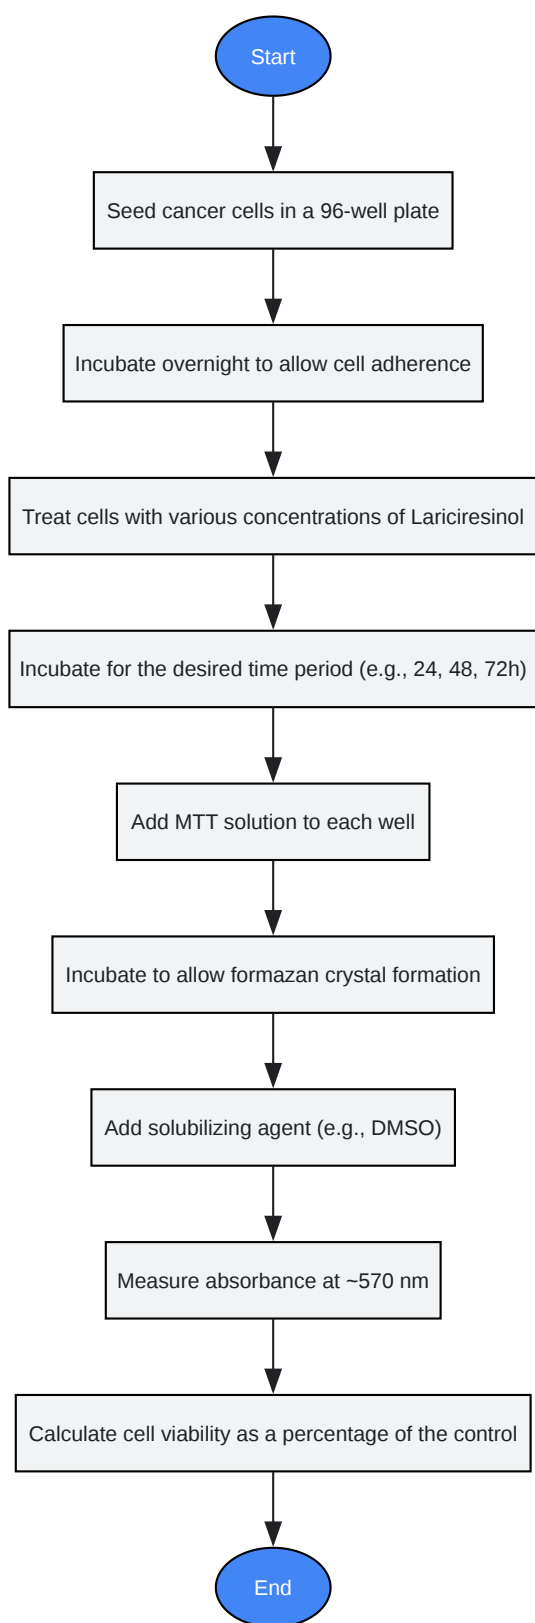 Start
Seed cancer cells in a 96-well plate
Incubate overnight to allow cell adherence
Treat cells with various concentrations of Lariciresinol
Incubate for the desired time period (e.g., 24, 48, 72h)
Add MTT solution to each well
Incubate to allow formazan crystal formation
Add solubilizing agent (e.g., DMSO)
Measure absorbance at ~570 nm
Calculate cell viability as a percentage of the control
End